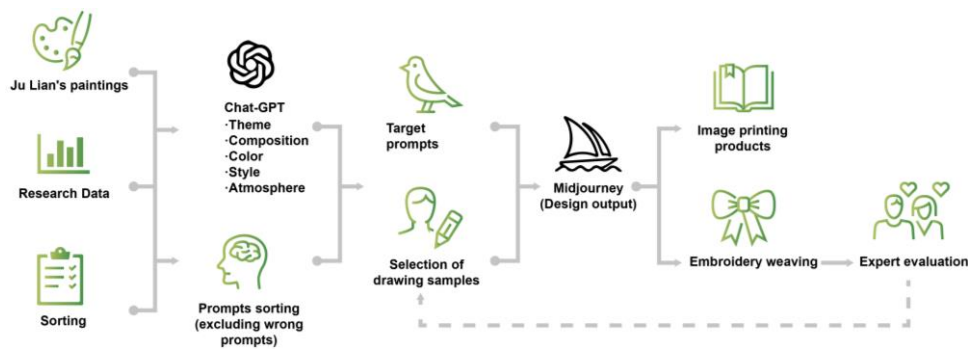 Ju Lian's paintings
Research Data
Sorting
Chat-GPT
·Theme
·Composition
·Color
·Style
·Atmosphere
Prompts sorting
(excluding wrong
prompts)
Target
prompts
Selection of
drawing samples
Midjourney
(Design output)
Image printing
products
Embroidery weaving
Expert evaluation